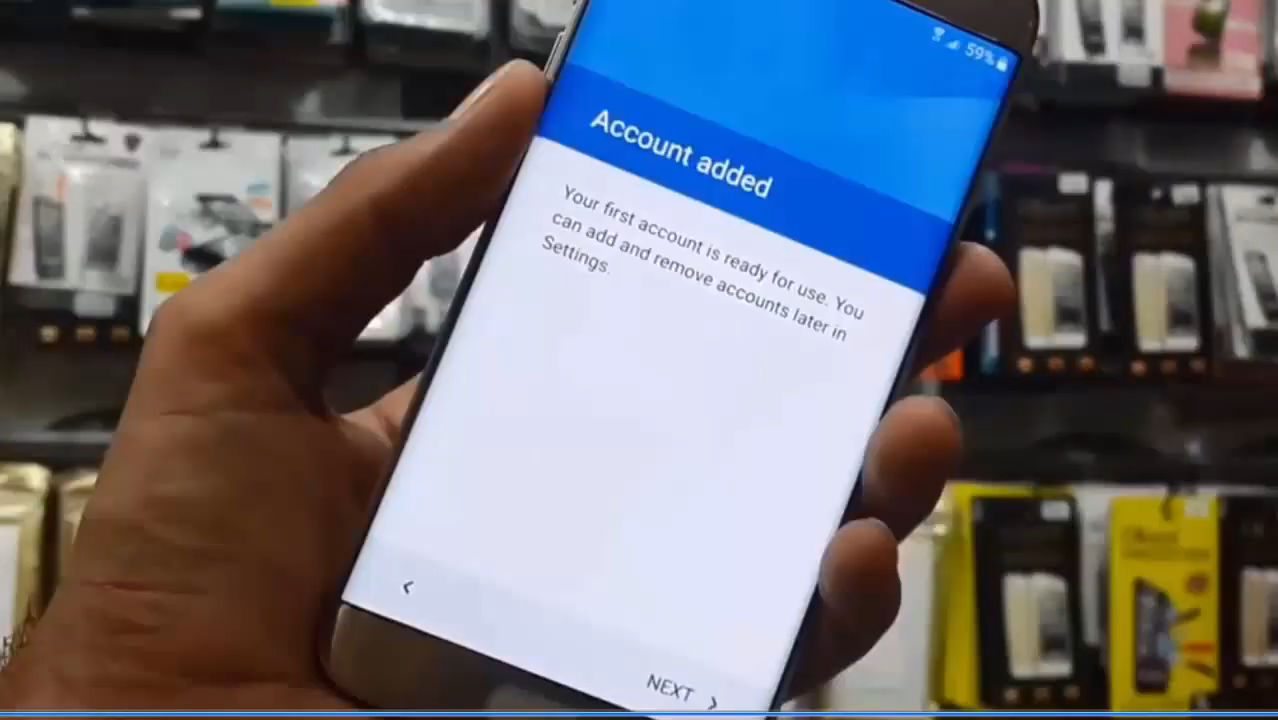 59%
Account added
Your first account is ready for use. You
can add and remove accounts later in
Settings.
<
NEXT >